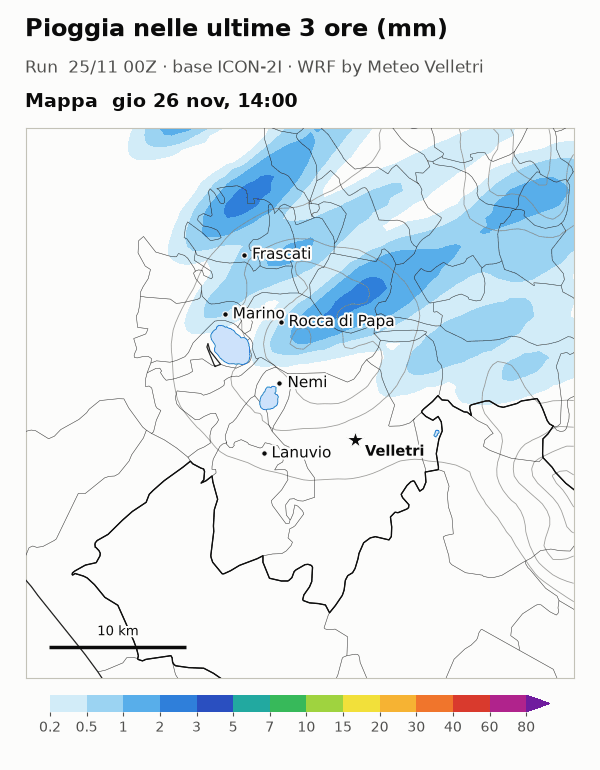 Pioggia nelle ultime 3 ore (mm)
Run  25/11 00Z · base ICON-2I · WRF by Meteo Velletri
Mappa  gio 26 nov, 14:00
Frascati
Marino
Rocca di Papa
Nemi
Velletri
Lanuvio
10 km
0.2 0.5 1 2 3 5 7 10 15 20 30 40 60 80